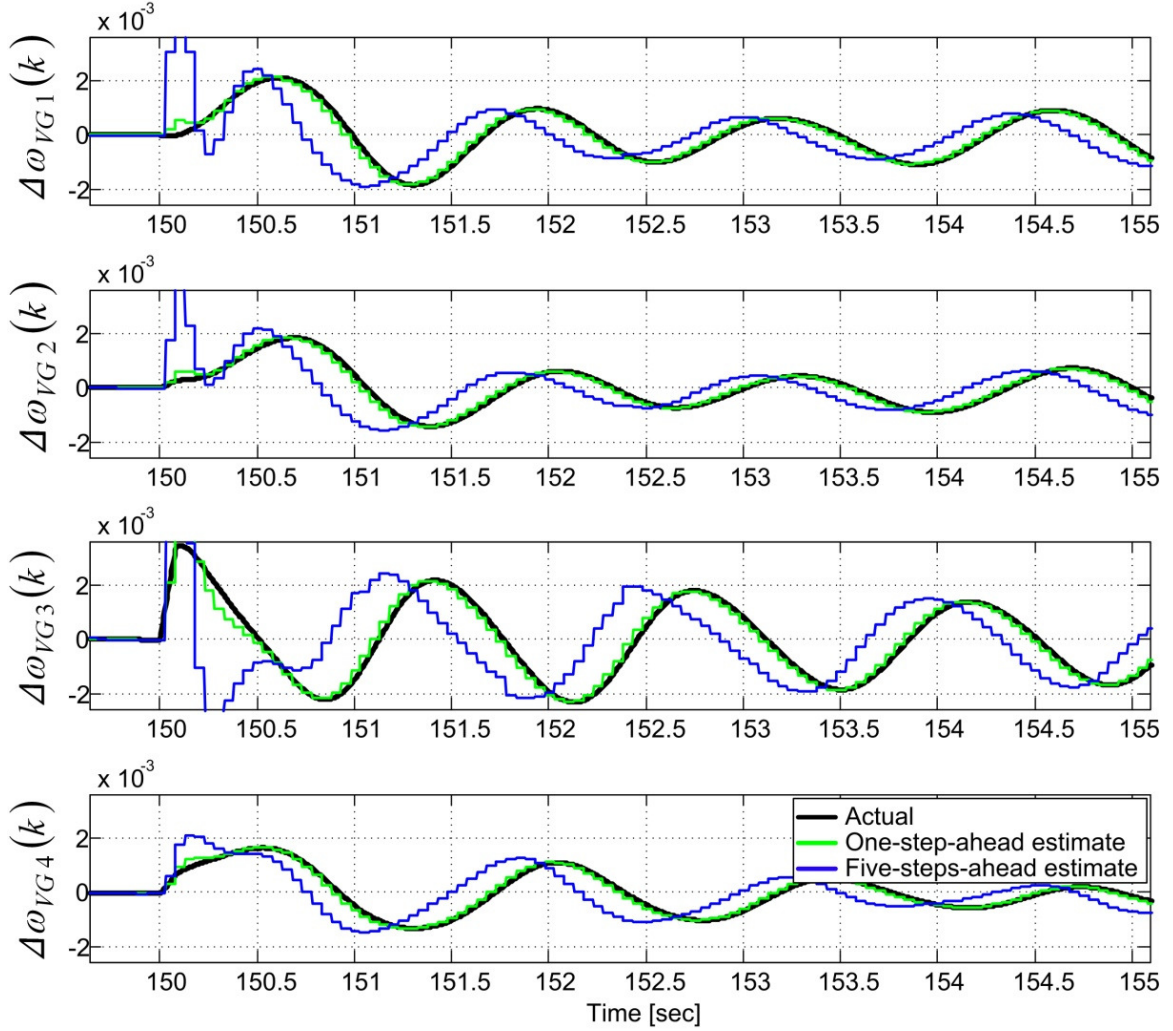 x 10⁻³
Δω_VG1(k)
2
0
-2
150 150.5 151 151.5 152 152.5 153 153.5 154 154.5 155
x 10⁻³
Δω_VG2(k)
2
0
-2
150 150.5 151 151.5 152 152.5 153 153.5 154 154.5 155
x 10⁻³
Δω_VG3(k)
2
0
-2
150 150.5 151 151.5 152 152.5 153 153.5 154 154.5 155
x 10⁻³
Δω_VG4(k)
2
0
-2
Actual
One-step-ahead estimate
Five-steps-ahead estimate
150 150.5 151 151.5 152 152.5 153 153.5 154 154.5 155
Time [sec]